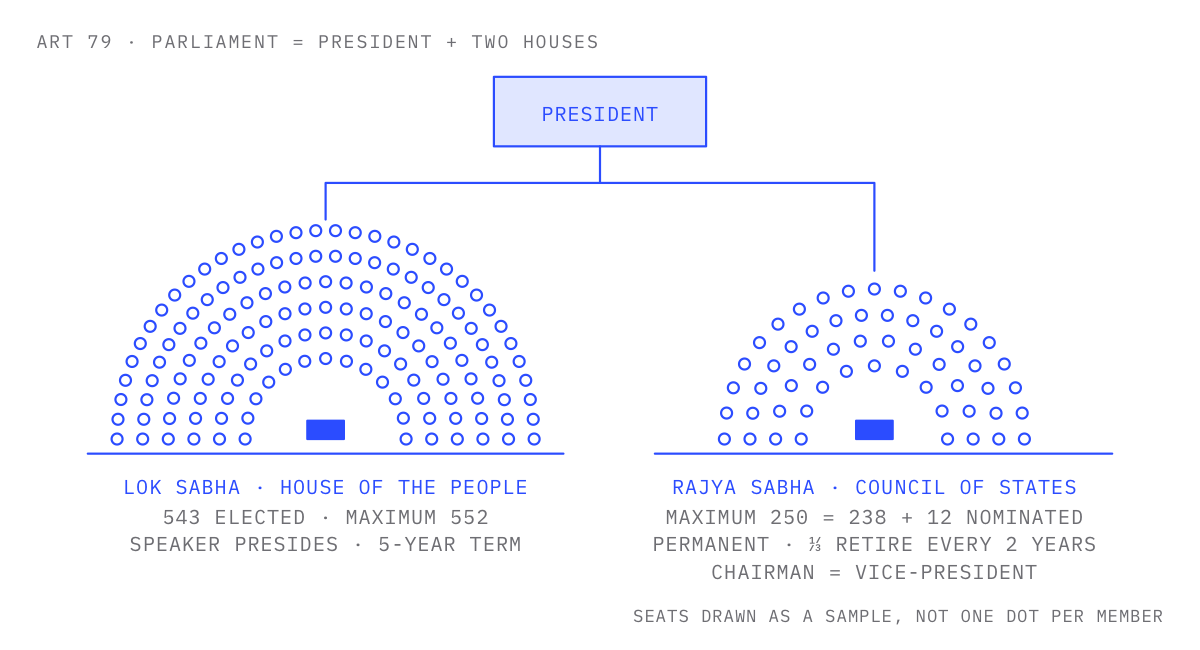 ART 79 · PARLIAMENT = PRESIDENT + TWO HOUSES
PRESIDENT
LOK SABHA · HOUSE OF THE PEOPLE
543 ELECTED · MAXIMUM 552
SPEAKER PRESIDES · 5-YEAR TERM
RAJYA SABHA · COUNCIL OF STATES
MAXIMUM 250 = 238 + 12 NOMINATED
PERMANENT · ⅓ RETIRE EVERY 2 YEARS
CHAIRMAN = VICE-PRESIDENT
SEATS DRAWN AS A SAMPLE, NOT ONE DOT PER MEMBER